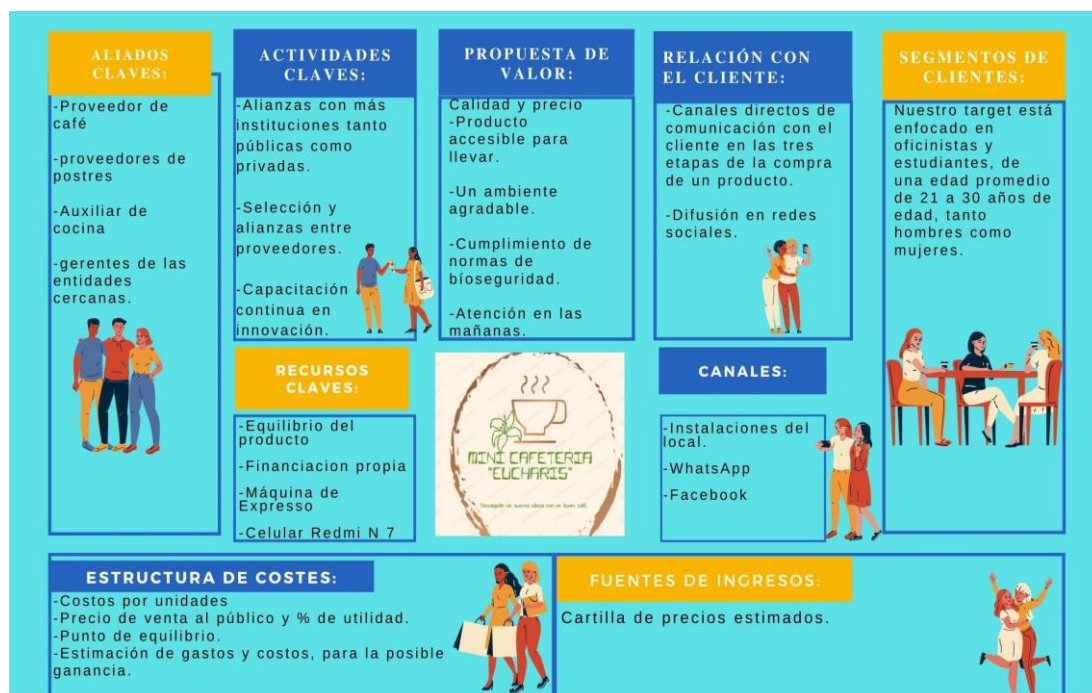 ALIADOS
CLAVES:
-Proveedor de
café
-proveedores de
postres
-Auxiliar de
cocina
-gerentes de las
entidades
cercanas.
ACTIVIDADES
CLAVES:
-Alianzas con más
instituciones tanto
públicas como
privadas.
-Selección y
alianzas entre
proveedores.
-Capacitación
continua en
innovación.
RECURSOS
CLAVES:
-Equilibrio del
producto
-Financiacion propia
-Máquina de
Expresso
-Celular Redmi N 7
PROPUESTA DE
VALOR:
Calidad y precio
-Producto
accesible para
llevar.
-Un ambiente
agradable.
-Cumplimiento de
normas de
bíoseguridad.
-Atención en las
mañanas.
MINI CAFETERIA
"EUCHARIS"
de nuevas ideas con un buen café.
RELACIÓN CON
EL CLIENTE:
-Canales directos de
comunicación con el
cliente en las tres
etapas de la compra
de un producto.
-Difusión en redes
sociales.
CANALES:
-Instalaciones del
local.
-WhatsApp
-Facebook
SEGMENTOS DE
CLIENTES:
Nuestro target está
enfocado en
oficinistas y
estudiantes, de
una edad promedio
de 21 a 30 años de
edad, tanto
hombres como
mujeres.
ESTRUCTURA DE COSTES:
-Costos por unidades
-Precio de venta al público y % de utilidad.
-Punto de equilibrio.
-Estimación de gastos y costos, para la posible
ganancia.
FUENTES DE INGRESOS:
Cartilla de precios estimados.